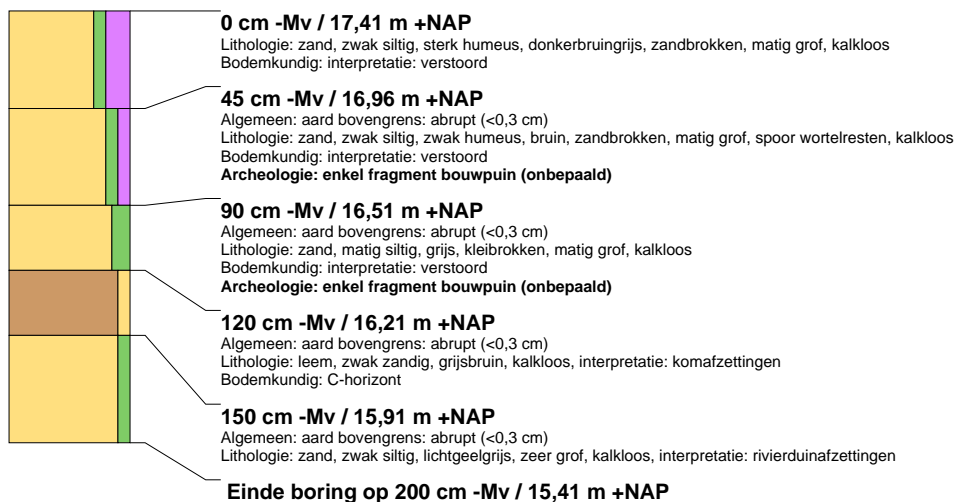 0 cm -Mv / 17,41 m +NAP
Lithologie: zand, zwak siltig, sterk humeus, donkerbruingrijs, zandbrokken, matig grof, kalkloos
Bodemkundig: interpretatie: verstoord
45 cm -Mv / 16,96 m +NAP
Algemeen: aard bovengrens: abrupt (<0,3 cm)
Lithologie: zand, zwak siltig, zwak humeus, bruin, zandbrokken, matig grof, spoor wortelresten, kalkloos
Bodemkundig: interpretatie: verstoord
Archeologie: enkel fragment bouwpuin (onbepaald)
90 cm -Mv / 16,51 m +NAP
Algemeen: aard bovengrens: abrupt (<0,3 cm)
Lithologie: zand, matig siltig, grijs, kleibrokken, matig grof, kalkloos
Bodemkundig: interpretatie: verstoord
Archeologie: enkel fragment bouwpuin (onbepaald)
120 cm -Mv / 16,21 m +NAP
Algemeen: aard bovengrens: abrupt (<0,3 cm)
Lithologie: leem, zwak zandig, grijsbruin, kalkloos, interpretatie: komafzettingen
Bodemkundig: C-horizont
150 cm -Mv / 15,91 m +NAP
Algemeen: aard bovengrens: abrupt (<0,3 cm)
Lithologie: zand, zwak siltig, lichtgeelgrijs, zeer grof, kalkloos, interpretatie: rivierduinafzettingen
Einde boring op 200 cm -Mv / 15,41 m +NAP